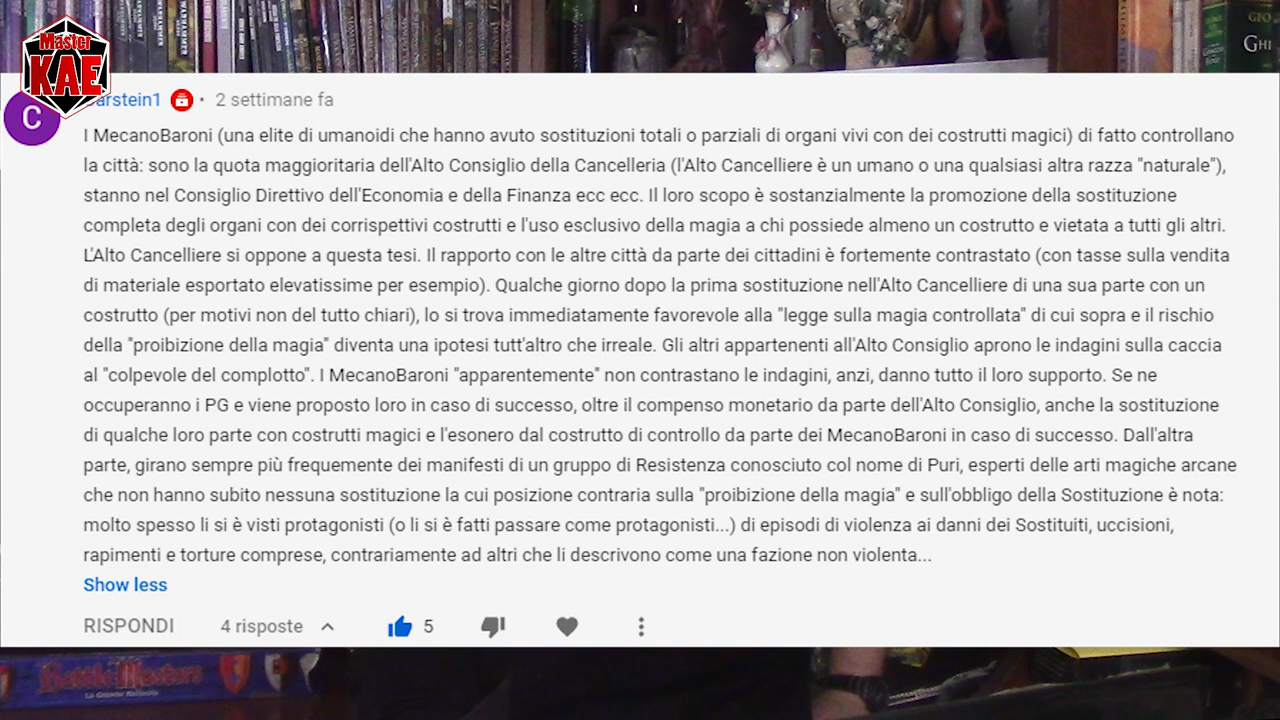 Master
KAE
C
arstein1 • 2 settimane fa
I MecanoBaroni (una elite di umanoidi che hanno avuto sostituzioni totali o parziali di organi vivi con dei costrutti magici) di fatto controllano
la città: sono la quota maggioritaria dell'Alto Consiglio della Cancelleria (l'Alto Cancelliere è un umano o una qualsiasi altra razza "naturale"),
stanno nel Consiglio Direttivo dell'Economia e della Finanza ecc ecc. Il loro scopo è sostanzialmente la promozione della sostituzione
completa degli organi con dei corrispettivi costrutti e l'uso esclusivo della magia a chi possiede almeno un costrutto e vietata a tutti gli altri.
L'Alto Cancelliere si oppone a questa tesi. Il rapporto con le altre città da parte dei cittadini è fortemente contrastato (con tasse sulla vendita
di materiale esportato elevatissime per esempio). Qualche giorno dopo la prima sostituzione nell'Alto Cancelliere di una sua parte con un
costrutto (per motivi non del tutto chiari), lo si trova immediatamente favorevole alla "legge sulla magia controllata" di cui sopra e il rischio
della "proibizione della magia" diventa una ipotesi tutt'altro che irreale. Gli altri appartenenti all'Alto Consiglio aprono le indagini sulla caccia
al "colpevole del complotto". I MecanoBaroni "apparentemente" non contrastano le indagini, anzi, danno tutto il loro supporto. Se ne
occuperanno i PG e viene proposto loro in caso di successo, oltre il compenso monetario da parte dell'Alto Consiglio, anche la sostituzione
di qualche loro parte con costrutti magici e l'esonero dal costrutto di controllo da parte dei MecanoBaroni in caso di successo. Dall'altra
parte, girano sempre più frequemente dei manifesti di un gruppo di Resistenza conosciuto col nome di Puri, esperti delle arti magiche arcane
che non hanno subito nessuna sostituzione la cui posizione contraria sulla "proibizione della magia" e sull'obbligo della Sostituzione è nota:
molto spesso li si è visti protagonisti (o li si è fatti passare come protagonisti...) di episodi di violenza ai danni dei Sostituiti, uccisioni,
rapimenti e torture comprese, contrariamente ad altri che li descrivono come una fazione non violenta...
Show less
RISPONDI 4 risposte 5
Battle Masters